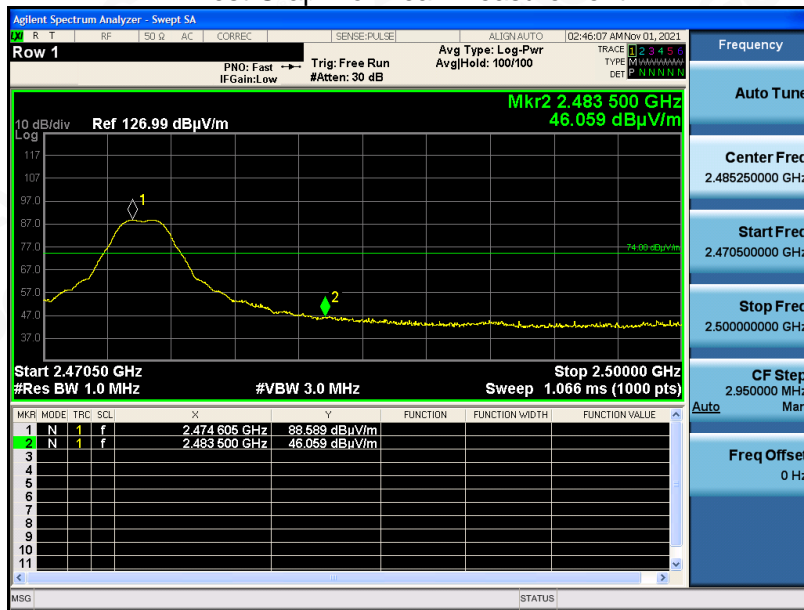 Agilent Spectrum Analyzer - Swept SA
R T RF 50 Ω AC CORREC SENSE:PULSE ALIGN AUTO 02:46:07 AM Nov 01, 2021
Row 1
PNO: Fast
IFGain:Low
Trig: Free Run
#Atten: 30 dB
Avg Type: Log-Pwr
Avg|Hold: 100/100
TRACE 1 2 3 4 5 6
TYPE M
DET P N N N N N
Frequency
Mkr2 2.483 500 GHz
46.059 dBµV/m
10 dB/div Ref 126.99 dBµV/m
Log
117
107
97.0
87.0
77.0
67.0
57.0
47.0
37.0
1
74.00 dBµV/m
2
Start 2.47050 GHz Stop 2.50000 GHz
#Res BW 1.0 MHz #VBW 3.0 MHz Sweep 1.066 ms (1000 pts)
MKR MODE TRC SCL X Y FUNCTION FUNCTION WIDTH FUNCTION VALUE
1 N 1 f 2.474 605 GHz 88.589 dBµV/m
2 N 1 f 2.483 500 GHz 46.059 dBµV/m
3
4
5
6
7
8
9
10
11
MSG STATUS
Auto Tune
Center Freq
2.485250000 GHz
Start Freq
2.470500000 GHz
Stop Freq
2.500000000 GHz
CF Step
2.950000 MHz
Auto Man
Freq Offset
0 Hz